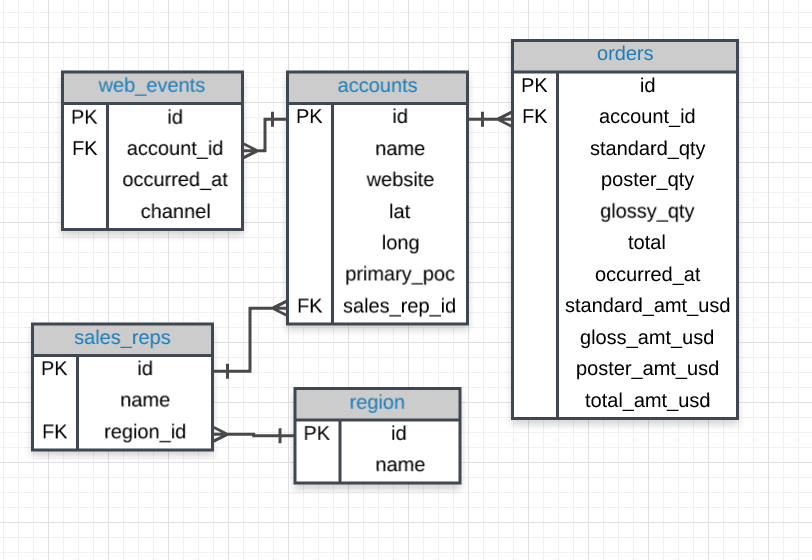 web_events
PK id
FK account_id
occurred_at
channel
accounts
PK id
name
website
lat
long
primary_poc
FK sales_rep_id
orders
PK id
FK account_id
standard_qty
poster_qty
glossy_qty
total
occurred_at
standard_amt_usd
gloss_amt_usd
poster_amt_usd
total_amt_usd
sales_reps
PK id
name
FK region_id
region
PK id
name